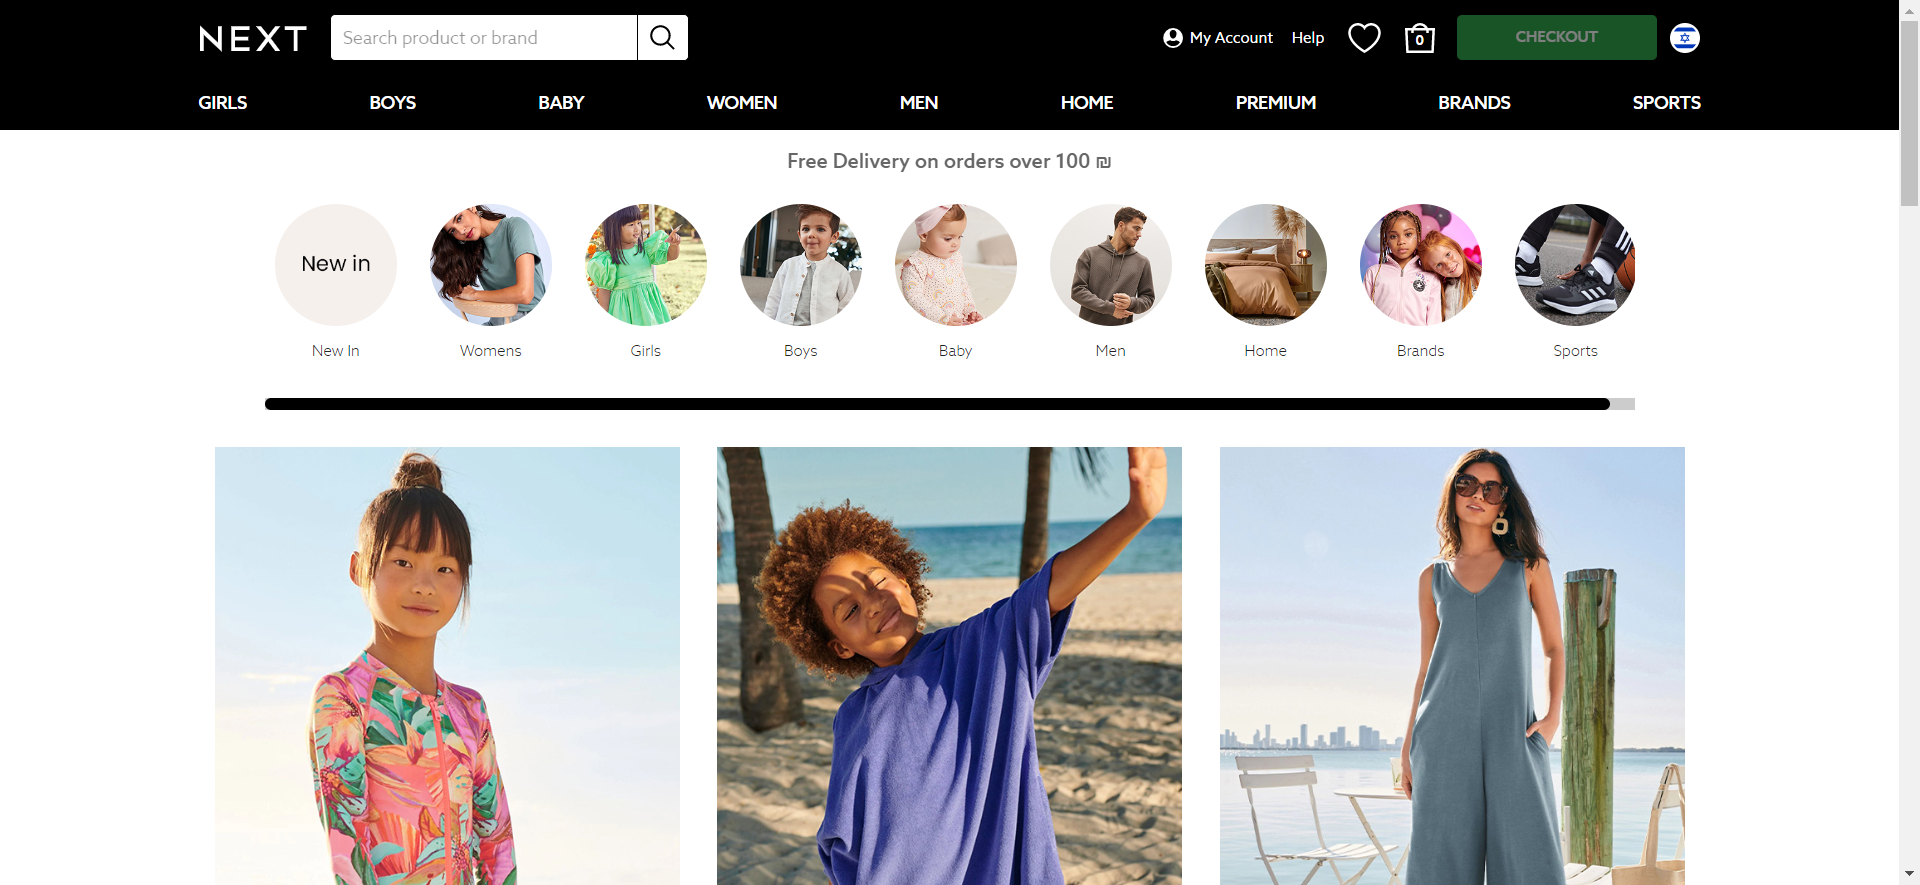 NEXT
Search product or brand
My Account
Help
0
CHECKOUT
GIRLS
BOYS
BABY
WOMEN
MEN
HOME
PREMIUM
BRANDS
SPORTS
Free Delivery on orders over 100 ₪
New in
New In
Womens
Girls
Boys
Baby
Men
Home
Brands
Sports